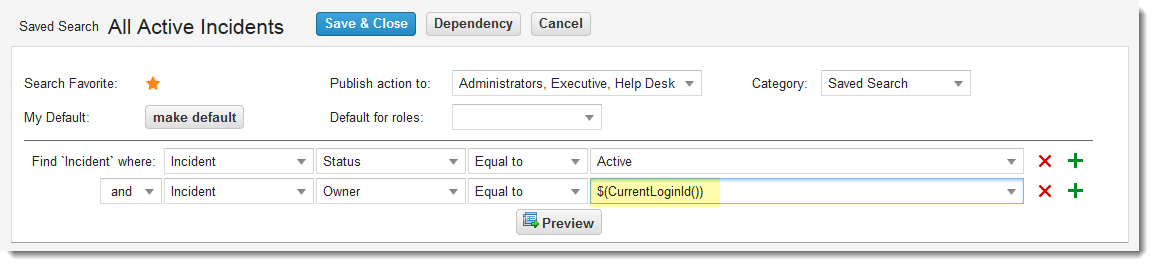 Saved Search All Active Incidents Save & Close Dependency Cancel
Search Favorite: Publish action to: Administrators, Executive, Help Desk Category: Saved Search
My Default: make default Default for roles:
Find `Incident` where: Incident Status Equal to Active
and Incident Owner Equal to $(CurrentLoginId())
Preview